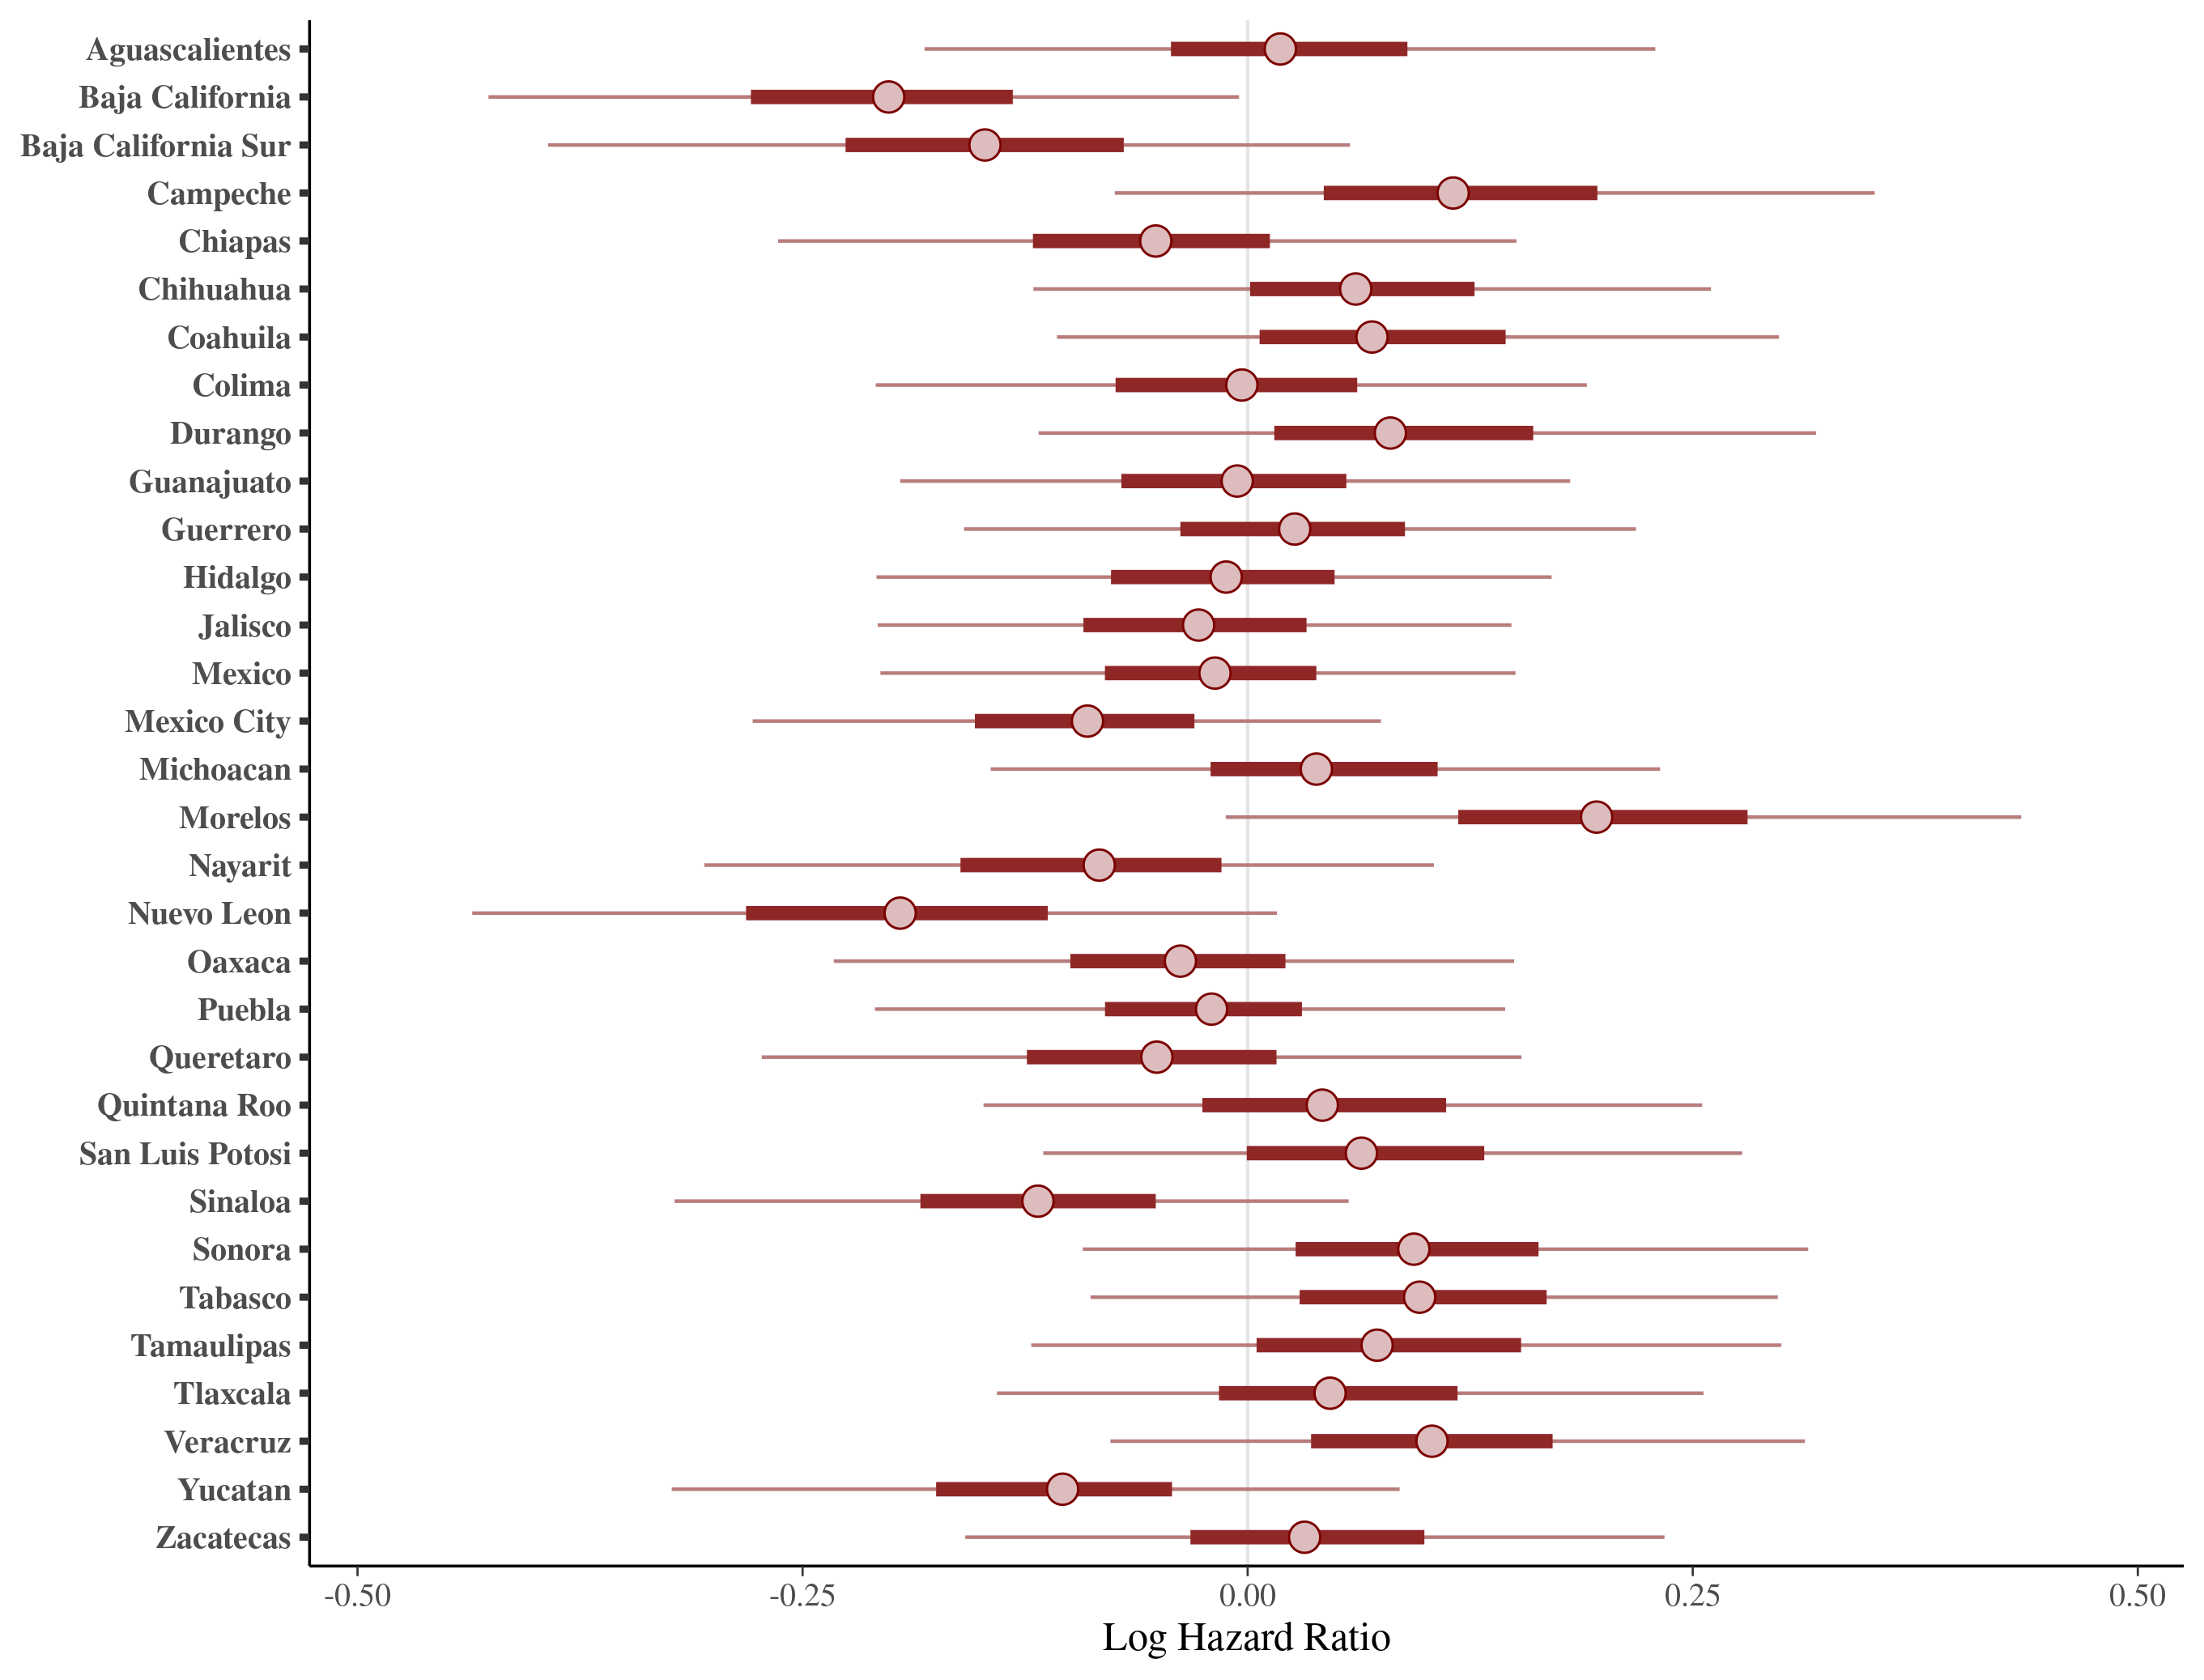 Aguascalientes
Baja California
Baja California Sur
Campeche
Chiapas
Chihuahua
Coahuila
Colima
Durango
Guanajuato
Guerrero
Hidalgo
Jalisco
Mexico
Mexico City
Michoacan
Morelos
Nayarit
Nuevo Leon
Oaxaca
Puebla
Queretaro
Quintana Roo
San Luis Potosi
Sinaloa
Sonora
Tabasco
Tamaulipas
Tlaxcala
Veracruz
Yucatan
Zacatecas
-0.50 -0.25 0.00 0.25 0.50
Log Hazard Ratio